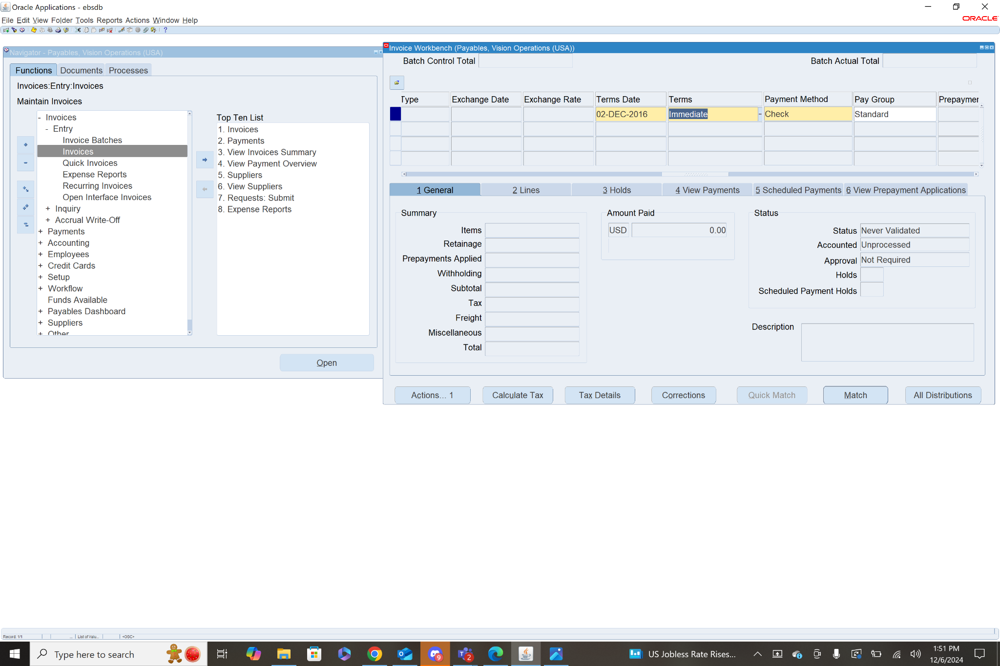 Oracle Applications - ebsdb
File Edit View Folder Tools Reports Actions Window Help
ORACLE
Navigator - Payables, Vision Operations (USA)
Functions Documents Processes
Invoices:Entry:Invoices
Maintain Invoices
- Invoices
- Entry
Invoice Batches
Invoices
Quick Invoices
Expense Reports
Recurring Invoices
Open Interface Invoices
+ Inquiry
+ Accrual Write-Off
+ Payments
+ Accounting
+ Employees
+ Credit Cards
+ Setup
+ Workflow
Funds Available
+ Payables Dashboard
+ Suppliers
+ Other
Top Ten List
1. Invoices
2. Payments
3. View Invoices Summary
4. View Payment Overview
5. Suppliers
6. View Suppliers
7. Requests: Submit
8. Expense Reports
Open
Invoice Workbench (Payables, Vision Operations (USA))
Batch Control Total
Batch Actual Total
Type Exchange Date Exchange Rate Terms Date Terms Payment Method Pay Group Prepaymer
02-DEC-2016 Immediate Check Standard
1 General 2 Lines 3 Holds 4 View Payments 5 Scheduled Payments 6 View Prepayment Applications
Summary
Items
Retainage
Prepayments Applied
Withholding
Subtotal
Tax
Freight
Miscellaneous
Total
Amount Paid
USD 0.00
Status
Status Never Validated
Accounted Unprocessed
Approval Not Required
Holds
Scheduled Payment Holds
Description
Actions... 1 Calculate Tax Tax Details Corrections Quick Match Match All Distributions
Record: 1/1 ... List of Valu... <OSC>
Type here to search
9
2
US Jobless Rate Rises...
1:51 PM
12/6/2024